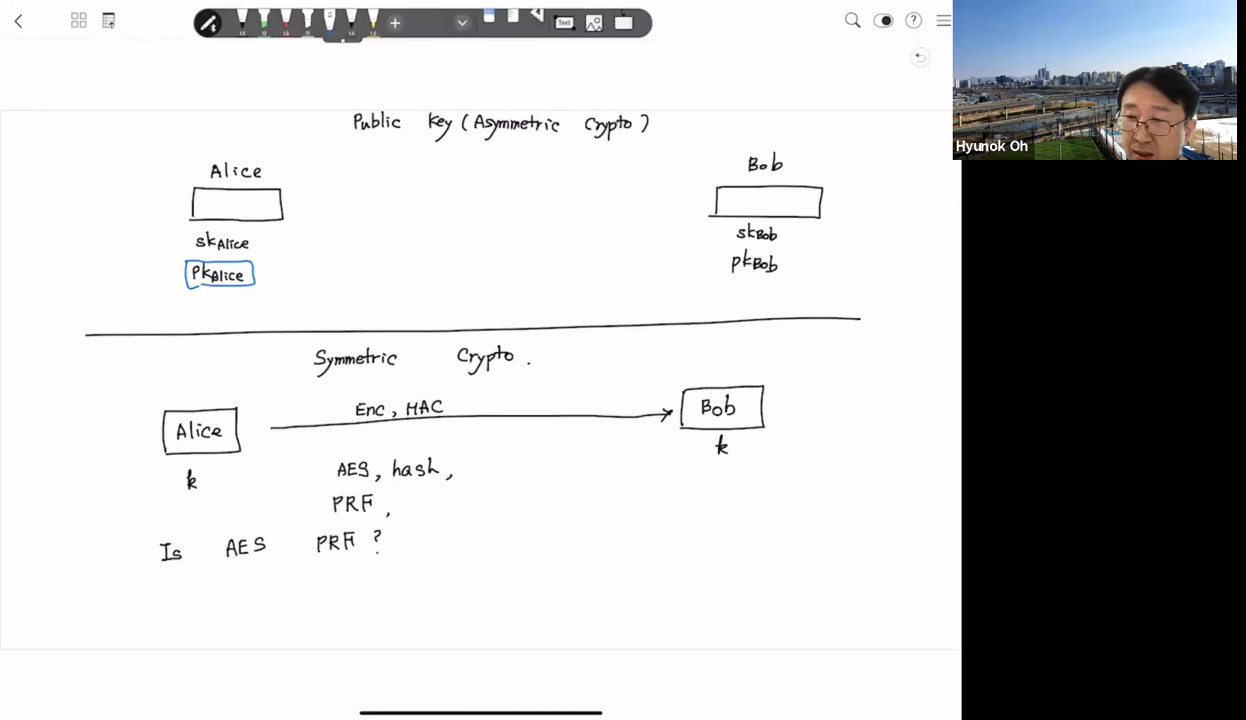 Text
Hyunok Oh
Public Key (Asymmetric Crypto)
Alice
Bob
skAlice
skBob
pkAlice
pkBob
Symmetric Crypto.
Enc, MAC
Alice
Bob
k
k
AES, hash,
PRF,
Is AES PRF?